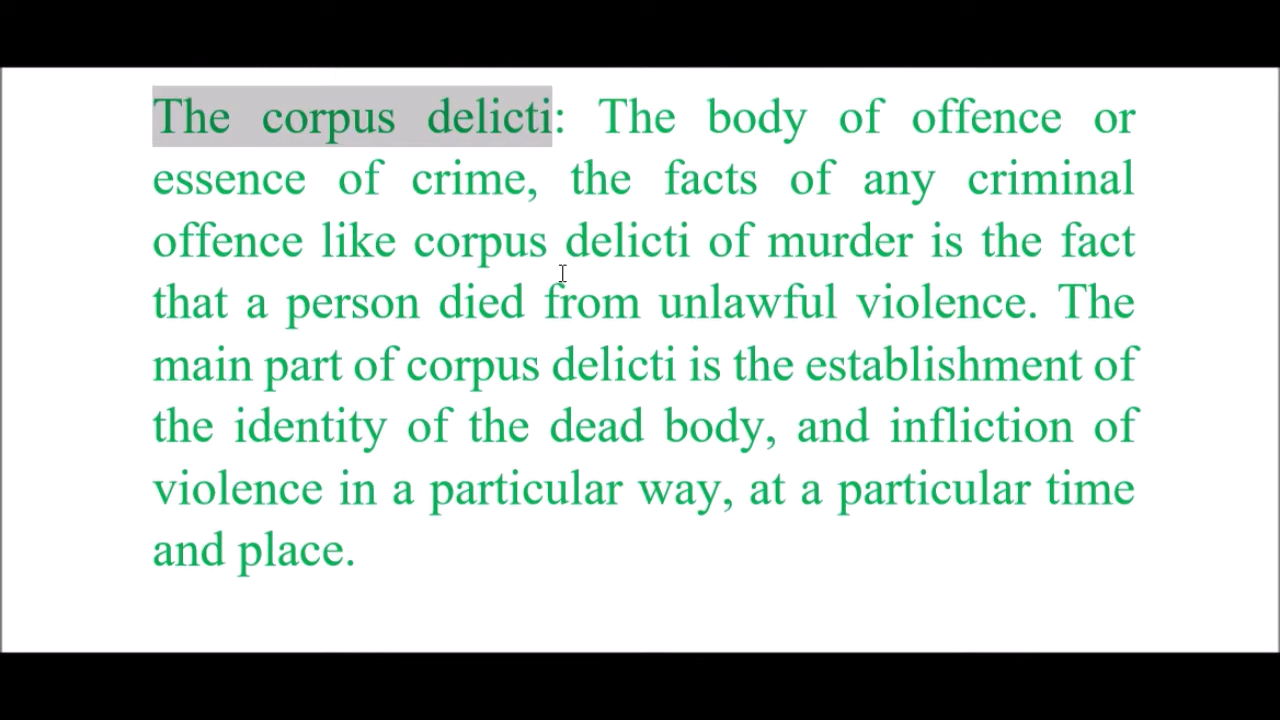 The corpus delicti: The body of offence or
essence of crime, the facts of any criminal
offence like corpus delicti of murder is the fact
that a person died from unlawful violence. The
main part of corpus delicti is the establishment of
the identity of the dead body, and infliction of
violence in a particular way, at a particular time
and place.